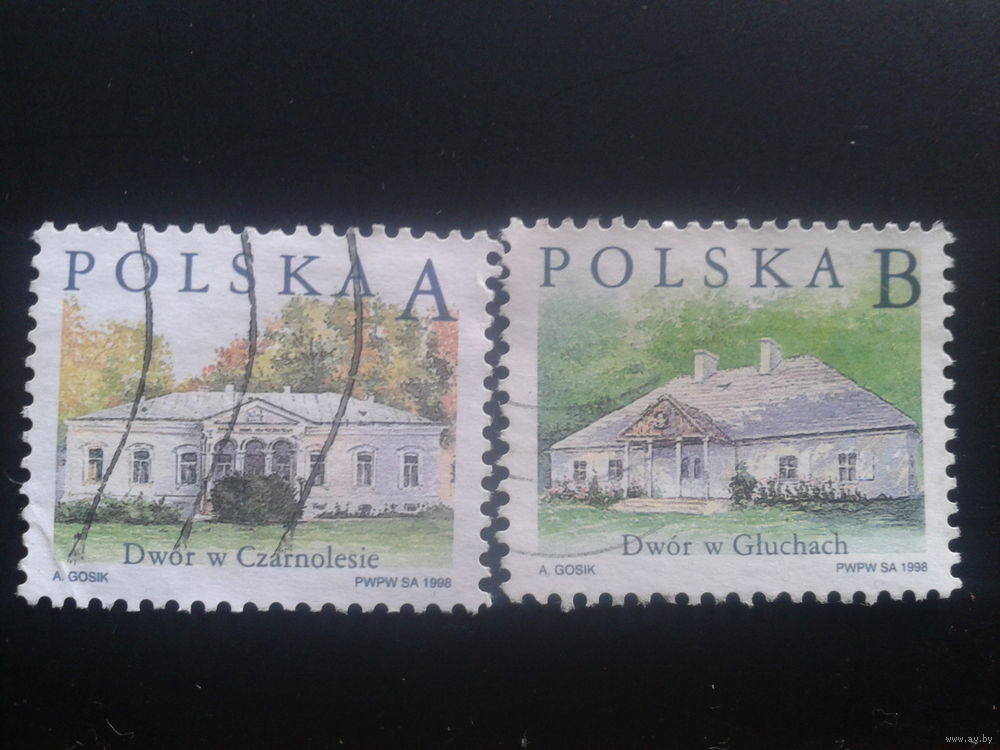 POLSKA A
Dwór w Czarnolesie
A. GOSIK
PWPW SA 1998
POLSKA B
Dwór w Głuchach
A. GOSIK
PWPW SA 1998
www.ay.by